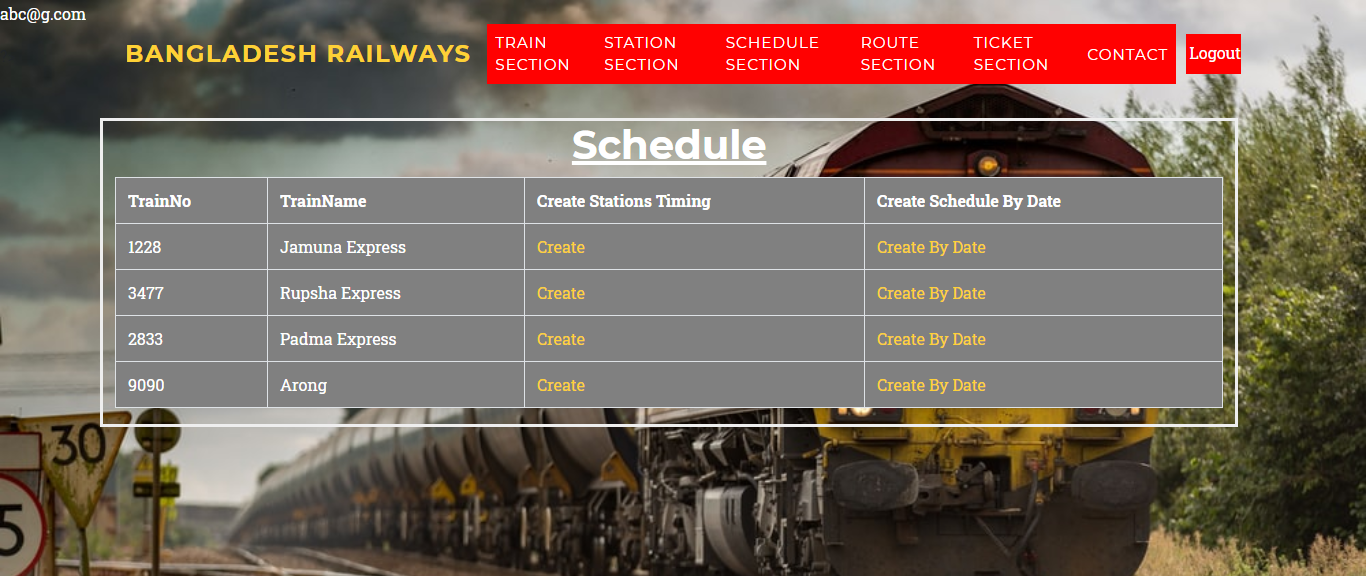 abc@g.com
BANGLADESH RAILWAYS
TRAIN SECTION
STATION SECTION
SCHEDULE SECTION
ROUTE SECTION
TICKET SECTION
CONTACT
Logout
Schedule
TrainNo TrainName Create Stations Timing Create Schedule By Date
1228 Jamuna Express Create Create By Date
3477 Rupsha Express Create Create By Date
2833 Padma Express Create Create By Date
9090 Arong Create Create By Date
30
5